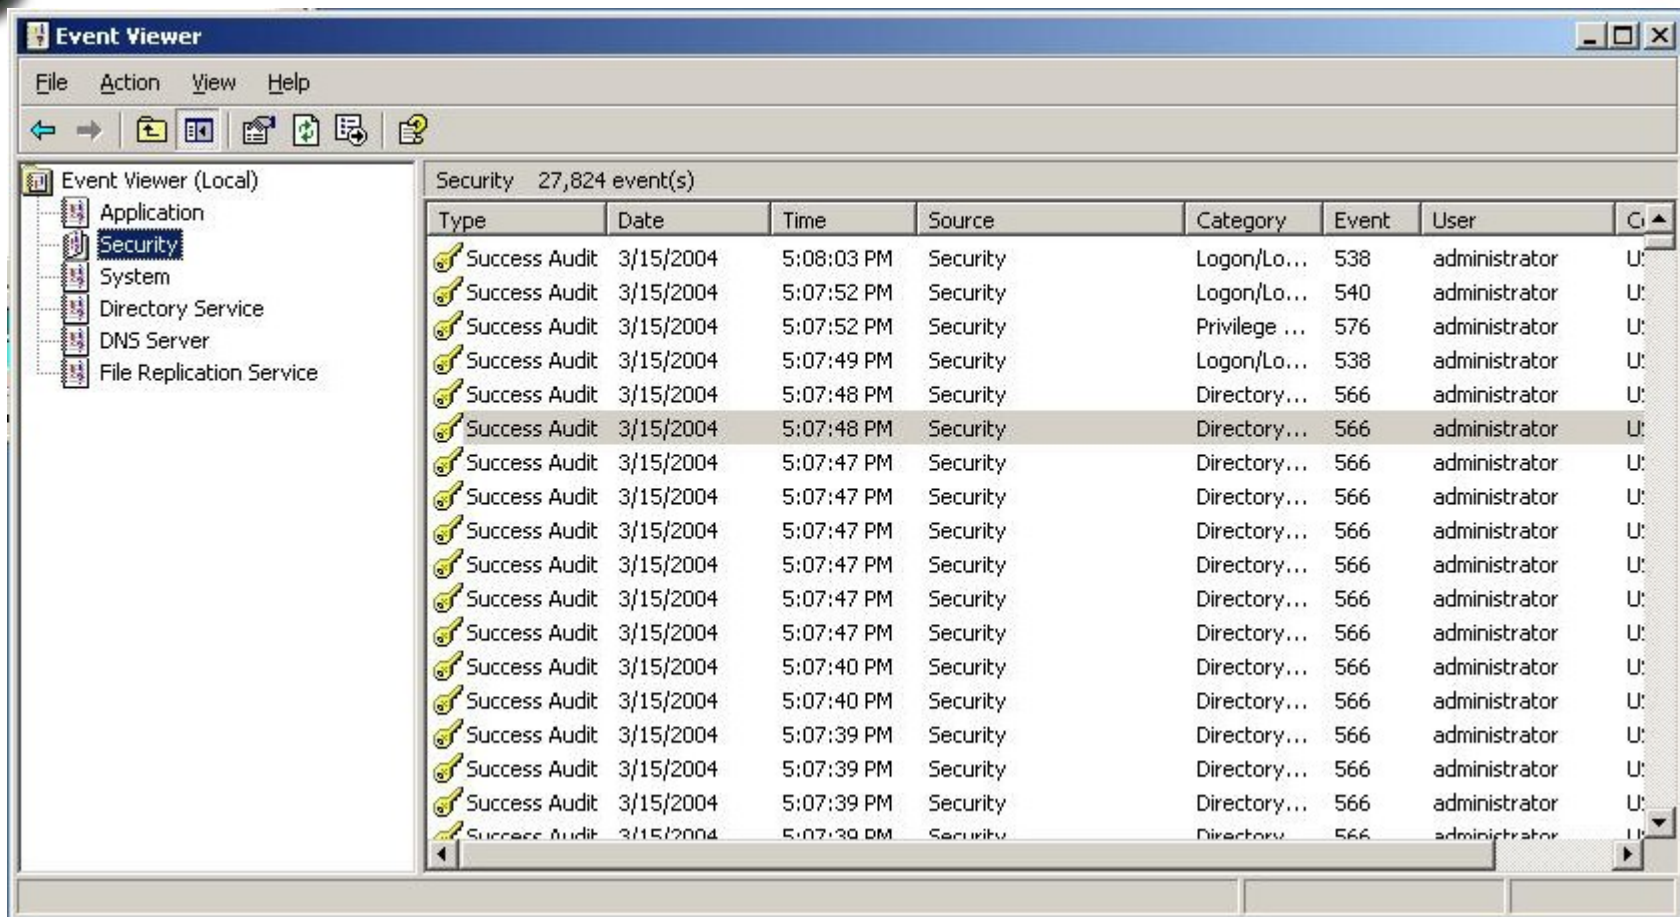 Event Viewer
File Action View Help
Event Viewer (Local)
Application
Security
System
Directory Service
DNS Server
File Replication Service
Security 27,824 event(s)
Type Date Time Source Category Event User
Success Audit 3/15/2004 5:08:03 PM Security Logon/Lo... 538 administrator
Success Audit 3/15/2004 5:07:52 PM Security Logon/Lo... 540 administrator
Success Audit 3/15/2004 5:07:52 PM Security Privilege ... 576 administrator
Success Audit 3/15/2004 5:07:49 PM Security Logon/Lo... 538 administrator
Success Audit 3/15/2004 5:07:48 PM Security Directory... 566 administrator
Success Audit 3/15/2004 5:07:48 PM Security Directory... 566 administrator
Success Audit 3/15/2004 5:07:47 PM Security Directory... 566 administrator
Success Audit 3/15/2004 5:07:47 PM Security Directory... 566 administrator
Success Audit 3/15/2004 5:07:47 PM Security Directory... 566 administrator
Success Audit 3/15/2004 5:07:47 PM Security Directory... 566 administrator
Success Audit 3/15/2004 5:07:47 PM Security Directory... 566 administrator
Success Audit 3/15/2004 5:07:47 PM Security Directory... 566 administrator
Success Audit 3/15/2004 5:07:40 PM Security Directory... 566 administrator
Success Audit 3/15/2004 5:07:40 PM Security Directory... 566 administrator
Success Audit 3/15/2004 5:07:39 PM Security Directory... 566 administrator
Success Audit 3/15/2004 5:07:39 PM Security Directory... 566 administrator
Success Audit 3/15/2004 5:07:39 PM Security Directory... 566 administrator
Success Audit 3/15/2004 5:07:39 PM Security Directory... 566 administrator